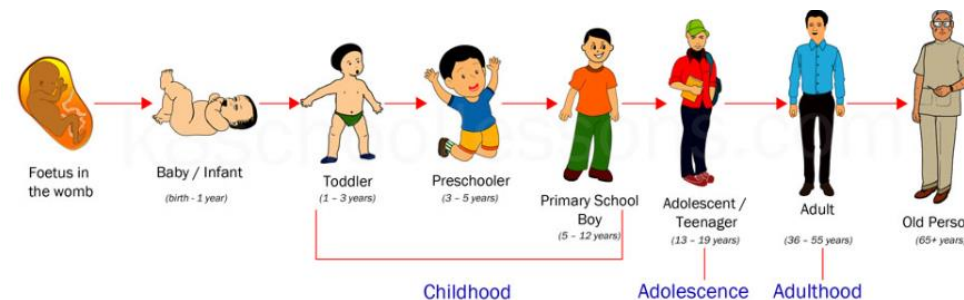 Foetus in
the womb
Baby / Infant
(birth - 1 year)
Toddler
(1 – 3 years)
Preschooler
(3 – 5 years)
Primary School
Boy
(5 – 12 years)
Adolescent /
Teenager
(13 – 19 years)
Adult
(36 – 55 years)
Old Perso
(65+ years
Childhood
Adolescence
Adulthood